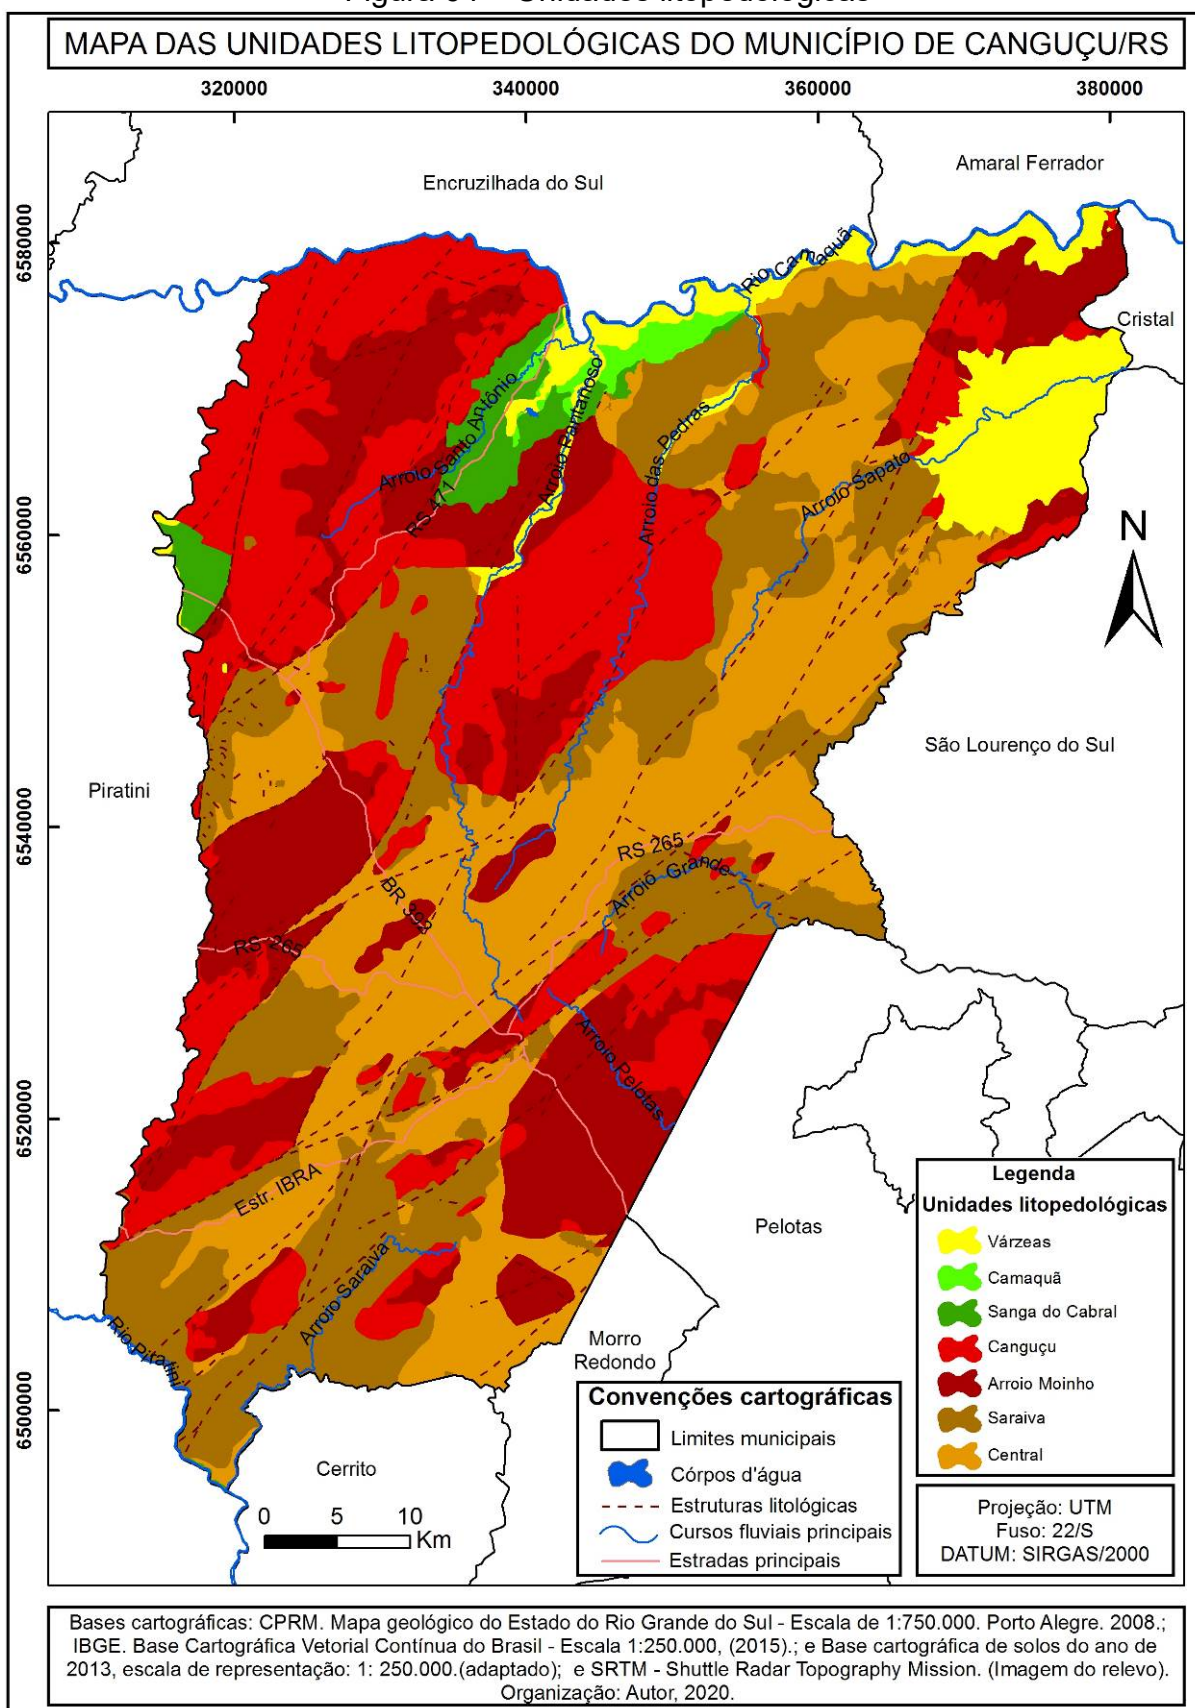 MAPA DAS UNIDADES LITOPEDOLÓGICAS DO MUNICÍPIO DE CANGUÇU/RS
320000
340000
360000
380000
Amaral Ferrador
Encruzilhada do Sul
6580000
Rio Camaquã
Cristal
Arroio Santo Antônio
Arroio Pantanoso
Arroio das Pedras
RS 471
Arroio Sapato
6560000
N
São Lourenço do Sul
Piratini
6540000
RS 265
BR 393
Arroio Grande
RS 265
Arroio Pelotas
6520000
Estr. IBRA
Pelotas
Arroio Saraiva
Rio Piratini
Morro
Redondo
6500000
Cerrito
0 5 10
Km
Legenda
Unidades litopedológicas
Várzeas
Camaquã
Sanga do Cabral
Canguçu
Arroio Moinho
Saraiva
Central
Convenções cartográficas
Limites municipais
Córpos d'água
Estruturas litológicas
Cursos fluviais principais
Estradas principais
Projeção: UTM
Fuso: 22/S
DATUM: SIRGAS/2000
Bases cartográficas: CPRM. Mapa geológico do Estado do Rio Grande do Sul - Escala de 1:750.000. Porto Alegre. 2008.;
IBGE. Base Cartográfica Vetorial Contínua do Brasil - Escala 1:250.000, (2015).; e Base cartográfica de solos do ano de
2013, escala de representação: 1: 250.000.(adaptado); e SRTM - Shuttle Radar Topography Mission. (Imagem do relevo).
Organização: Autor, 2020.